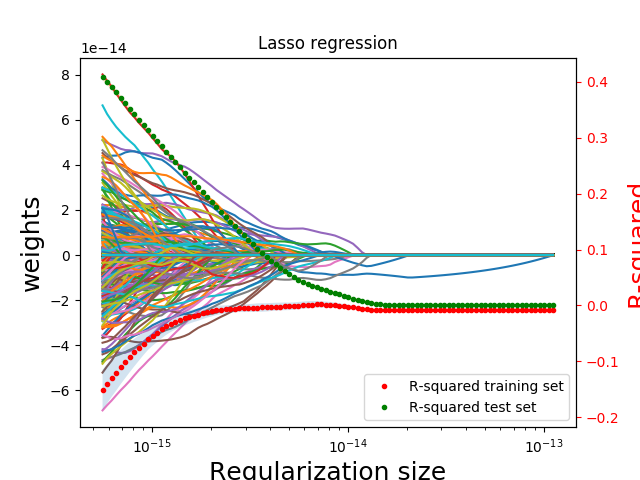 Lasso regression
1e−14
8
6
4
2
0
−2
−4
−6
weights
0.4
0.3
0.2
0.1
0.0
−0.1
−0.2
R-squared
R-squared training set
R-squared test set
10−15
10−14
10−13
Regularization size